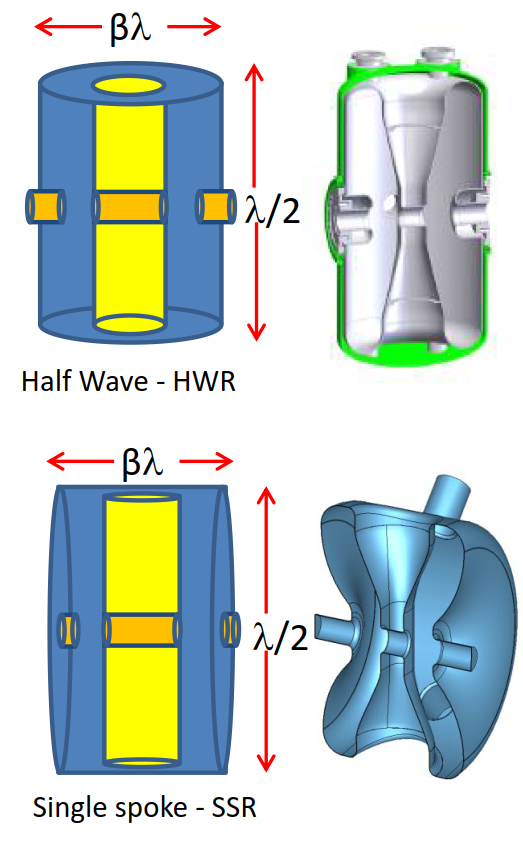 βλ
λ/2
Half Wave - HWR
βλ
λ/2
Single spoke - SSR